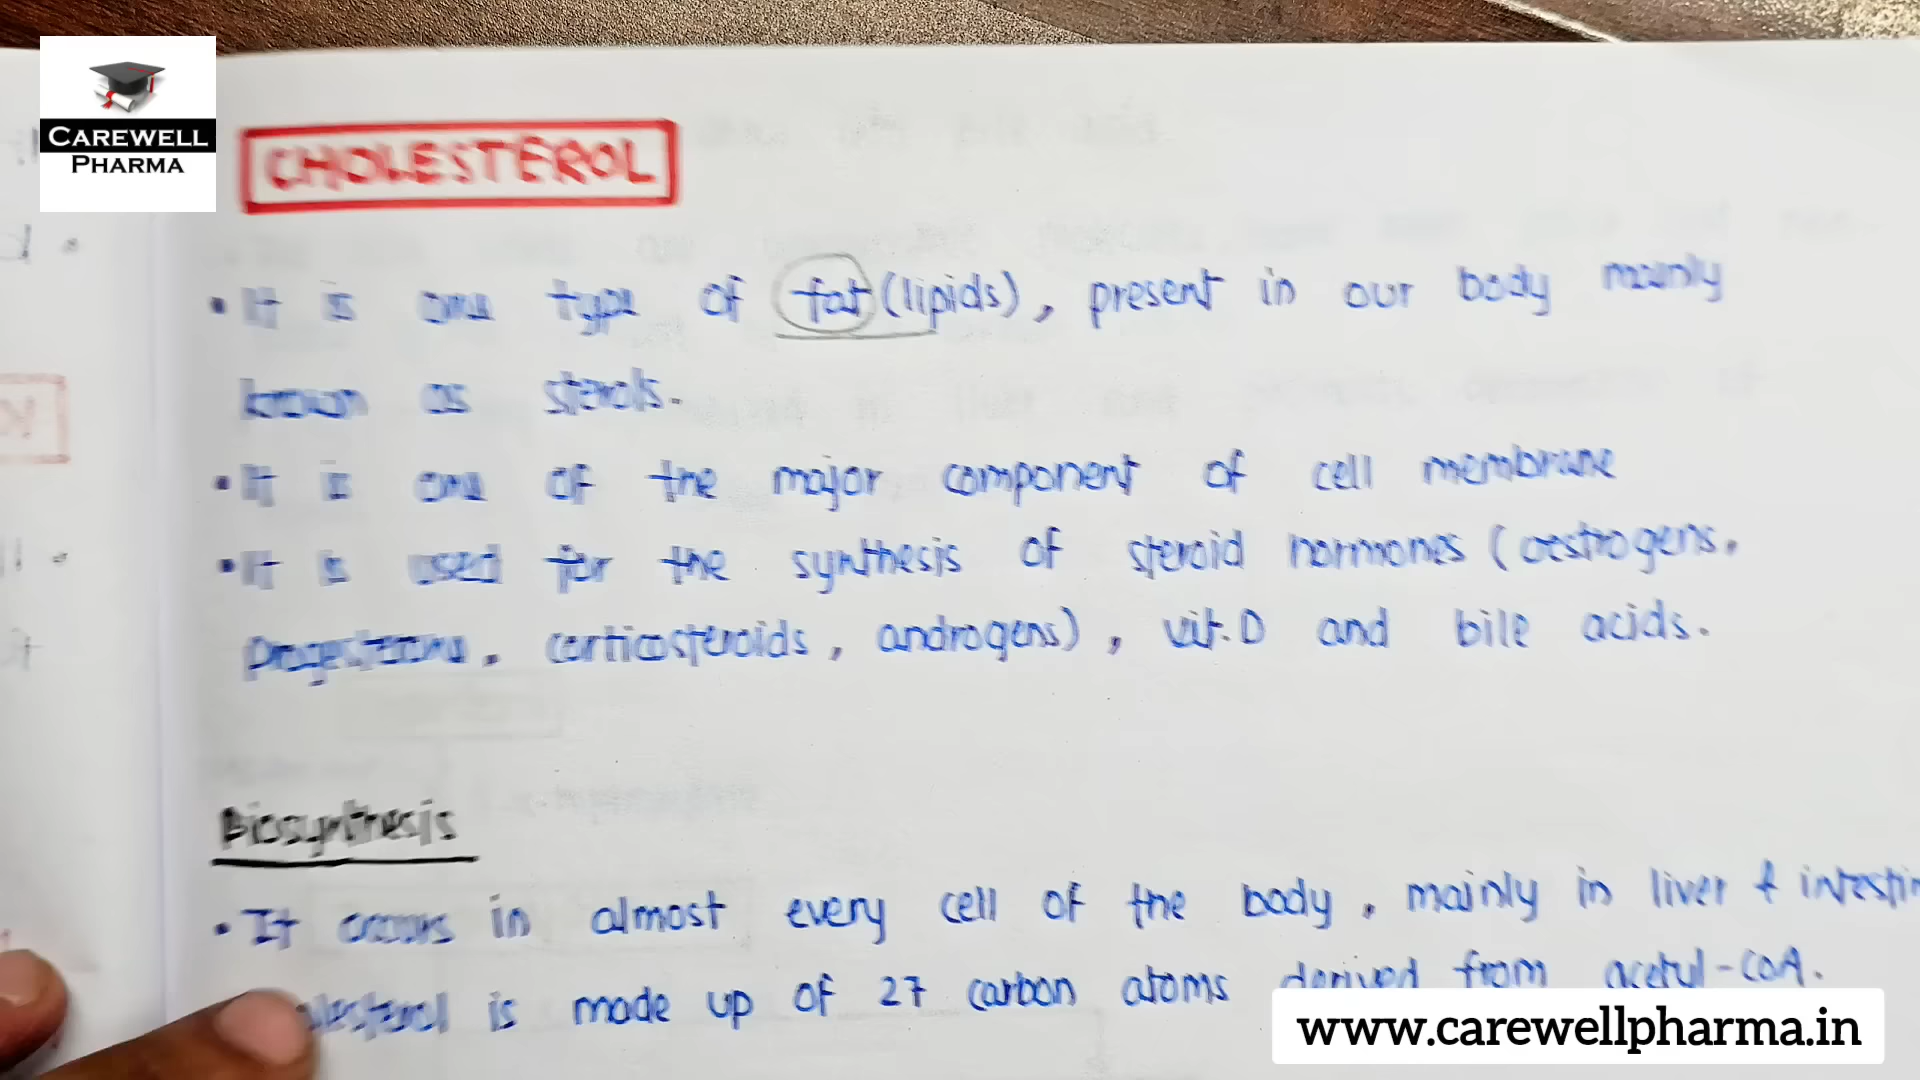 CAREWELL
PHARMA
CHOLESTEROL
• It is one type of fat (lipids), present in our body mainly
known as sterols.
• It is one of the major component of cell membrane
• It is used for the synthesis of steroid hormones (oestrogens,
progesterone, corticosteroids, androgens), vit. D and bile acids.
Biosynthesis
• It occurs in almost every cell of the body, mainly in liver & intestin
olesterol is made up of 27 carbon atoms derived from acetyl-CoA.
www.carewellpharma.in